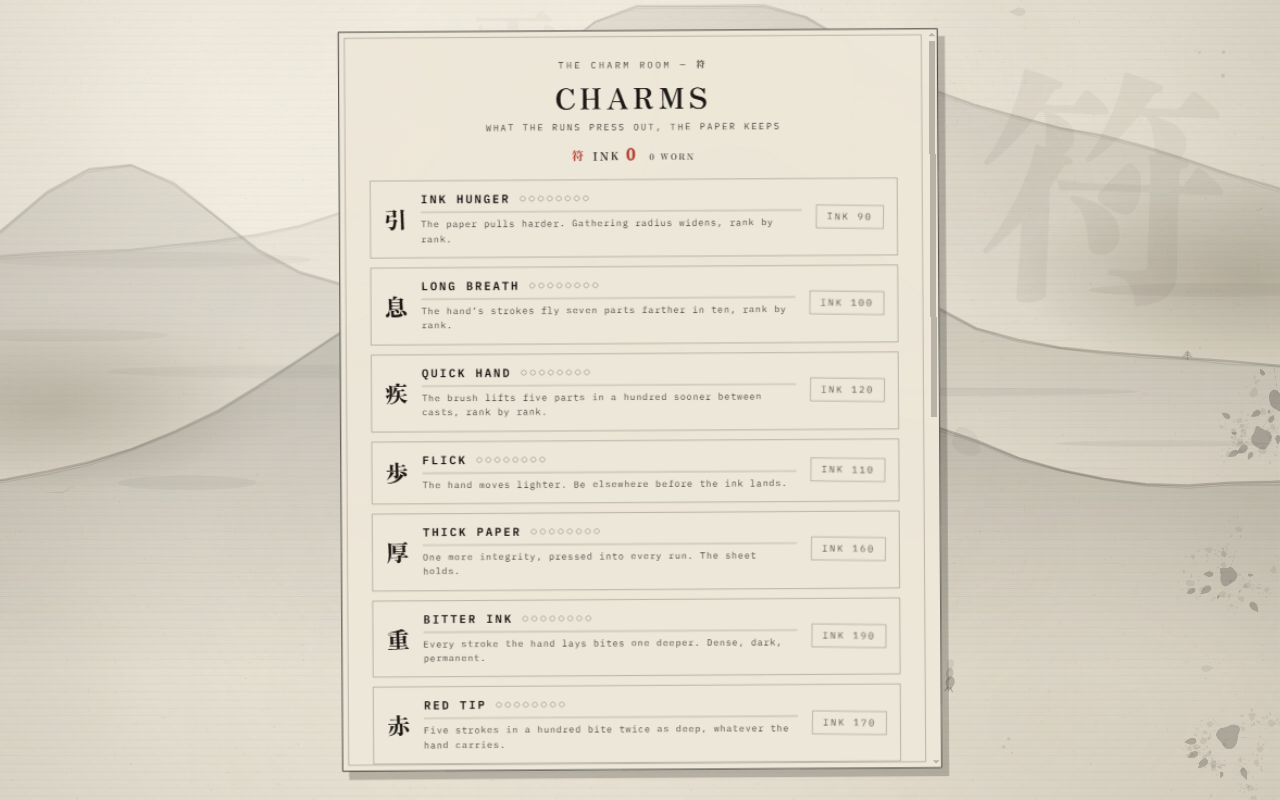 THE CHARM ROOM — 符
CHARMS
WHAT THE RUNS PRESS OUT, THE PAPER KEEPS
符 INK 0 0 WORN
引
INK HUNGER
The paper pulls harder. Gathering radius widens, rank by
rank.
INK 90
息
LONG BREATH
The hand's strokes fly seven parts farther in ten, rank by
rank.
INK 100
疾
QUICK HAND
The brush lifts five parts in a hundred sooner between
casts, rank by rank.
INK 120
歩
FLICK
The hand moves lighter. Be elsewhere before the ink lands.
INK 110
厚
THICK PAPER
One more integrity, pressed into every run. The sheet
holds.
INK 160
重
BITTER INK
Every stroke the hand lays bites one deeper. Dense, dark,
permanent.
INK 190
赤
RED TIP
Five strokes in a hundred bite twice as deep, whatever the
hand carries.
INK 170
符